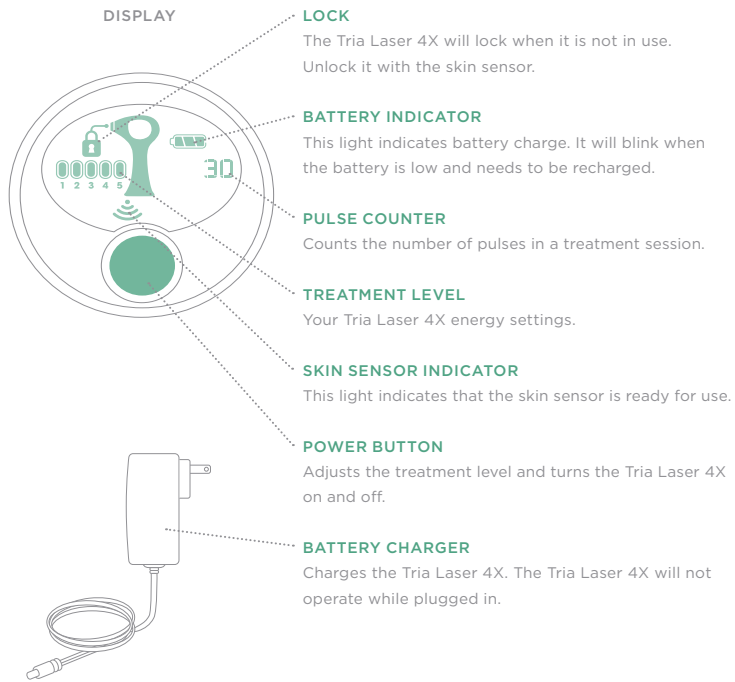 DISPLAY
LOCK
The Tria Laser 4X will lock when it is not in use.
Unlock it with the skin sensor.
BATTERY INDICATOR
This light indicates battery charge. It will blink when
the battery is low and needs to be recharged.
30
1 2 3 4 5
PULSE COUNTER
Counts the number of pulses in a treatment session.
TREATMENT LEVEL
Your Tria Laser 4X energy settings.
SKIN SENSOR INDICATOR
This light indicates that the skin sensor is ready for use.
POWER BUTTON
Adjusts the treatment level and turns the Tria Laser 4X
on and off.
BATTERY CHARGER
Charges the Tria Laser 4X. The Tria Laser 4X will not
operate while plugged in.